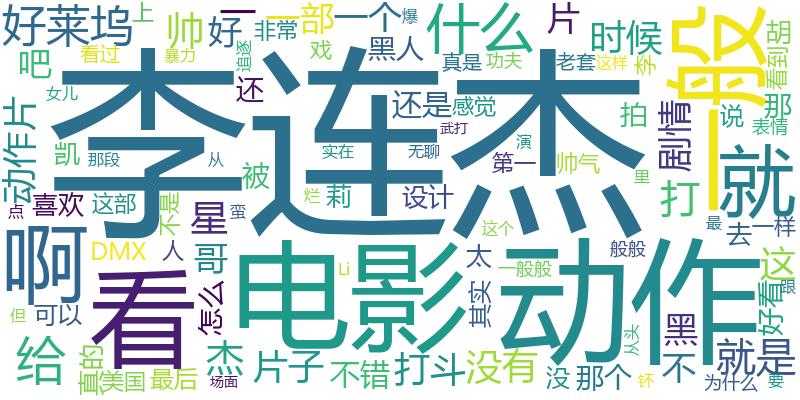 好莱坞
上
帅
好
一
非常
一部
一个
爆
什么
片
时候
一般
看过
暴力
追逐
戏
黑人
真是
功夫
老套
这样
字
看到
胡
吧
女儿
还
还是
感觉
武打
演
拍
剧情
说
那
表情
动作片
凯
那段
从
李连杰
实在
无聊
第一
帅气
里
就
点
喜欢
这部
不是
被
星
蛮
烂
莉
设计
打
最
去
一样
啊
DMX
人
哥
这个
一般般
般般
太
其实
这
但
可以
看
怎么
电影
Li
动作
从头
黑
好看
跟
给
真的
美国
最后
杰
场面
片子
不错
打斗
没有
没
那个
钚
不
就是
为什么
要